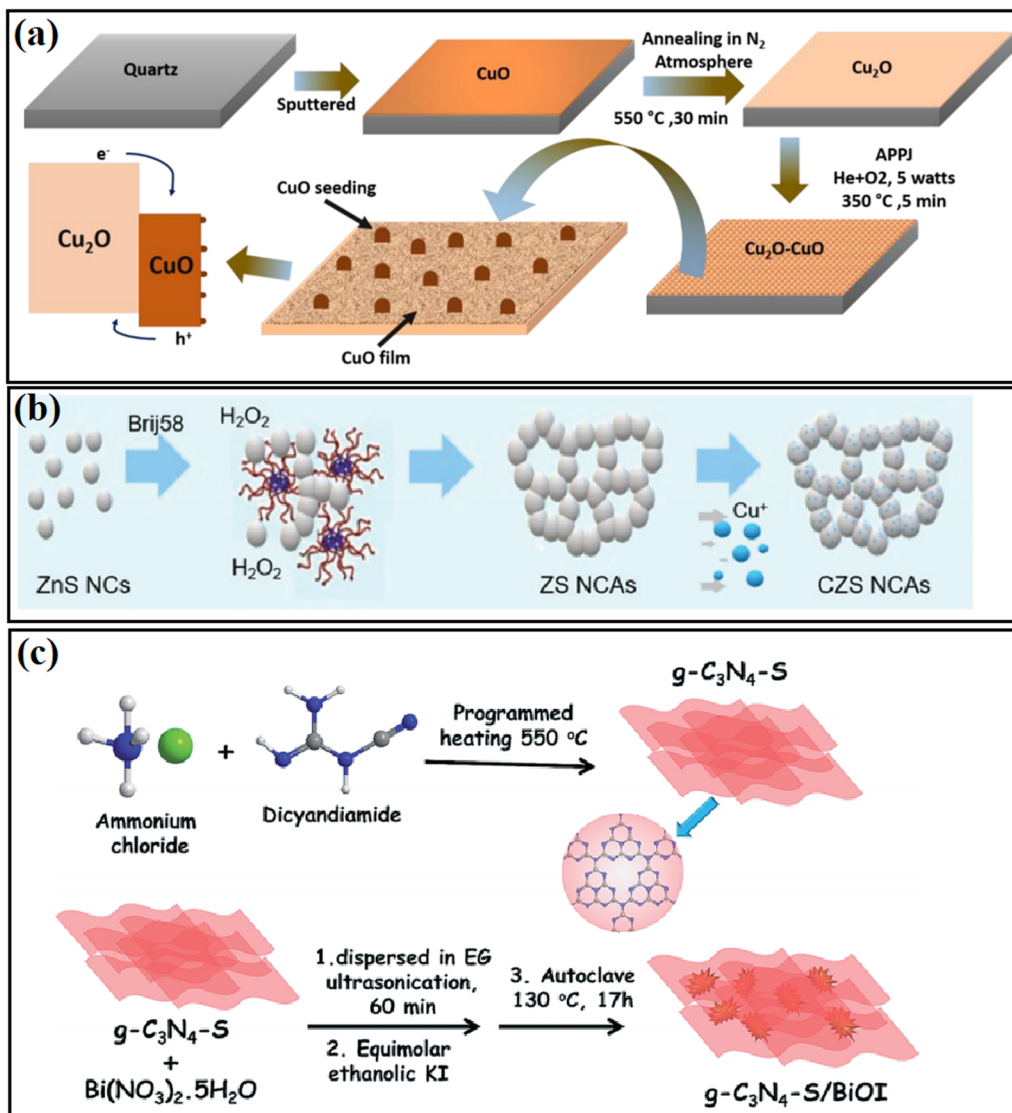 (a)
Quartz
Sputtered
CuO
Annealing in N₂
Atmosphere
550 °C ,30 min
Cu₂O
APPJ
He+O2, 5 watts
350 °C ,5 min
Cu₂O-CuO
CuO seeding
CuO film
e⁻
Cu₂O
CuO
h⁺
(b)
ZnS NCs
Brij58
H₂O₂
H₂O₂
ZS NCAs
Cu⁺
CZS NCAs
(c)
Ammonium
chloride
+
Dicyandiamide
Programmed
heating 550 °C
g-C₃N₄-S
g-C₃N₄-S
+
Bi(NO₃)₂.5H₂O
1.dispersed in EG
ultrasonication,
60 min
2. Equimolar
ethanolic KI
3. Autoclave
130 °C, 17h
g-C₃N₄-S/BiOI